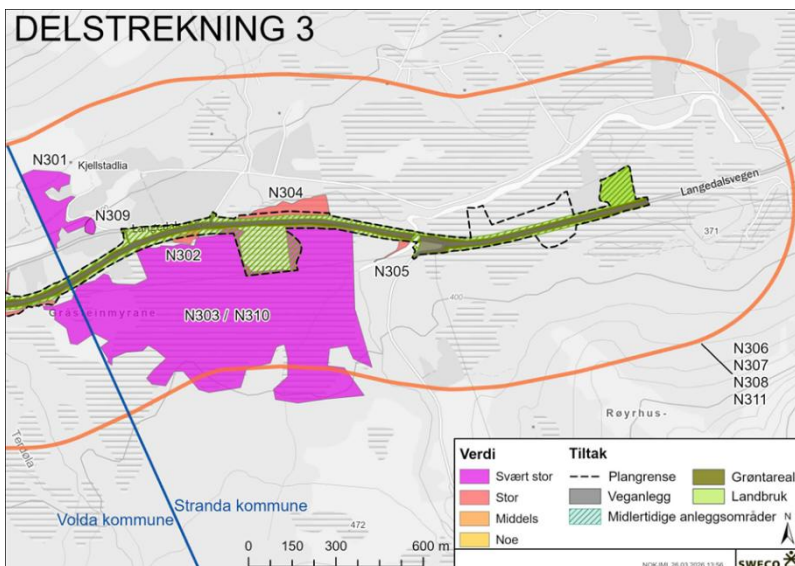 DELSTREKNING 3
N301
Kjellstadlia
N304
Langedalsvegen
N309
N302
371
N305
N303 / N310
400
Gråsteinmyrane
N306
N307
N308
N311
Røyrhus-
Terdøla
Stranda kommune
Volda kommune
472
0 150 300 600 m
Verdi
Svært stor
Stor
Middels
Noe
Tiltak
Plangrense
Veganlegg
Midlertidige anleggsområder
Grøntareal
Landbruk
N
SWECO